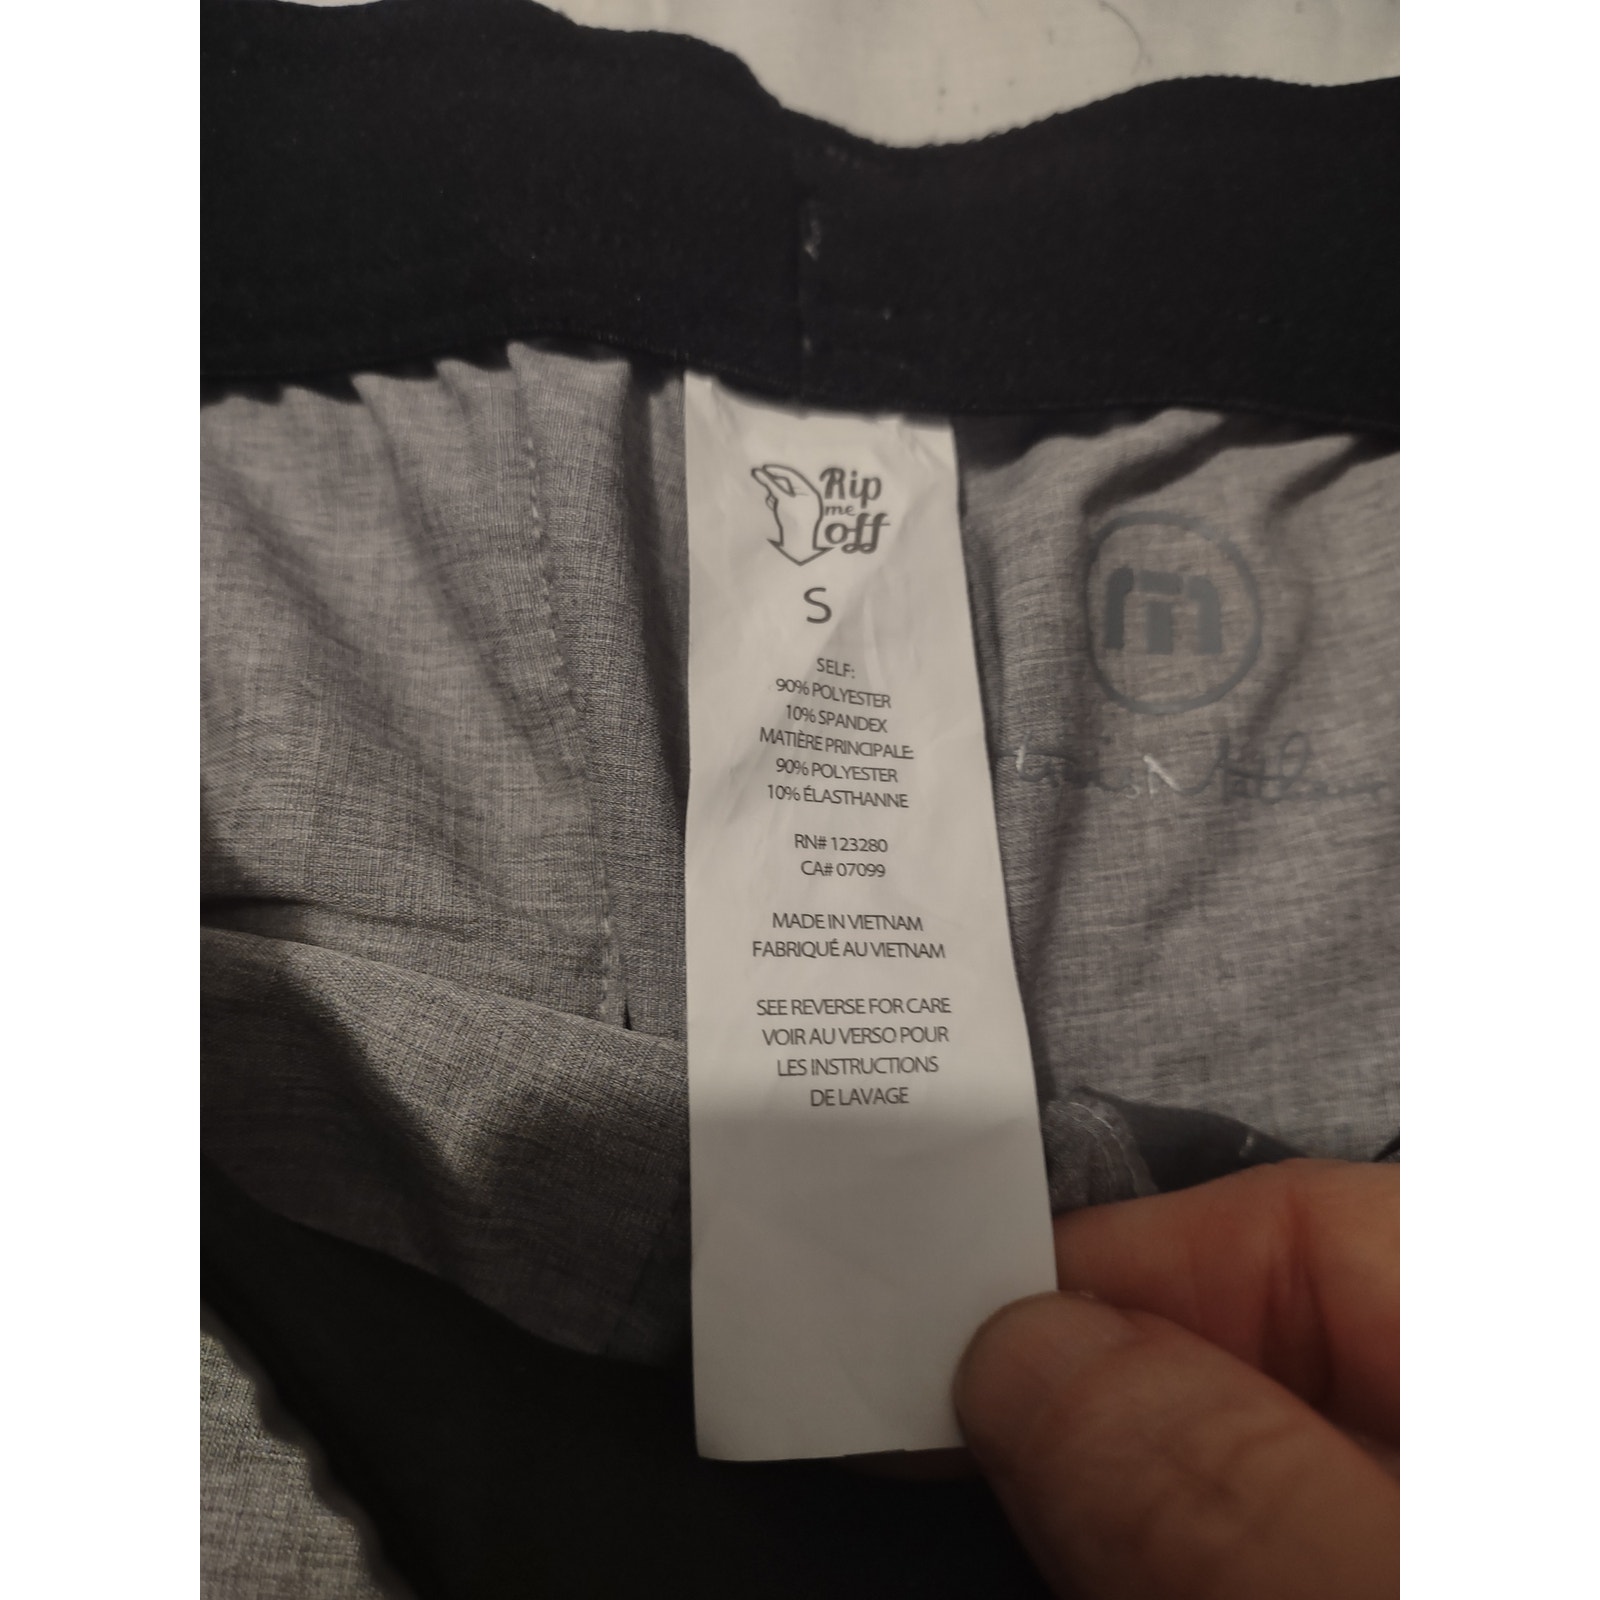 Rip
me
off
S
SELF:
90% POLYESTER
10% SPANDEX
MATIÈRE PRINCIPALE:
90% POLYESTER
10% ÉLASTHANNE
RN# 123280
CA# 07099
MADE IN VIETNAM
FABRIQUÉ AU VIETNAM
SEE REVERSE FOR CARE
VOIR AU VERSO POUR
LES INSTRUCTIONS
DE LAVAGE